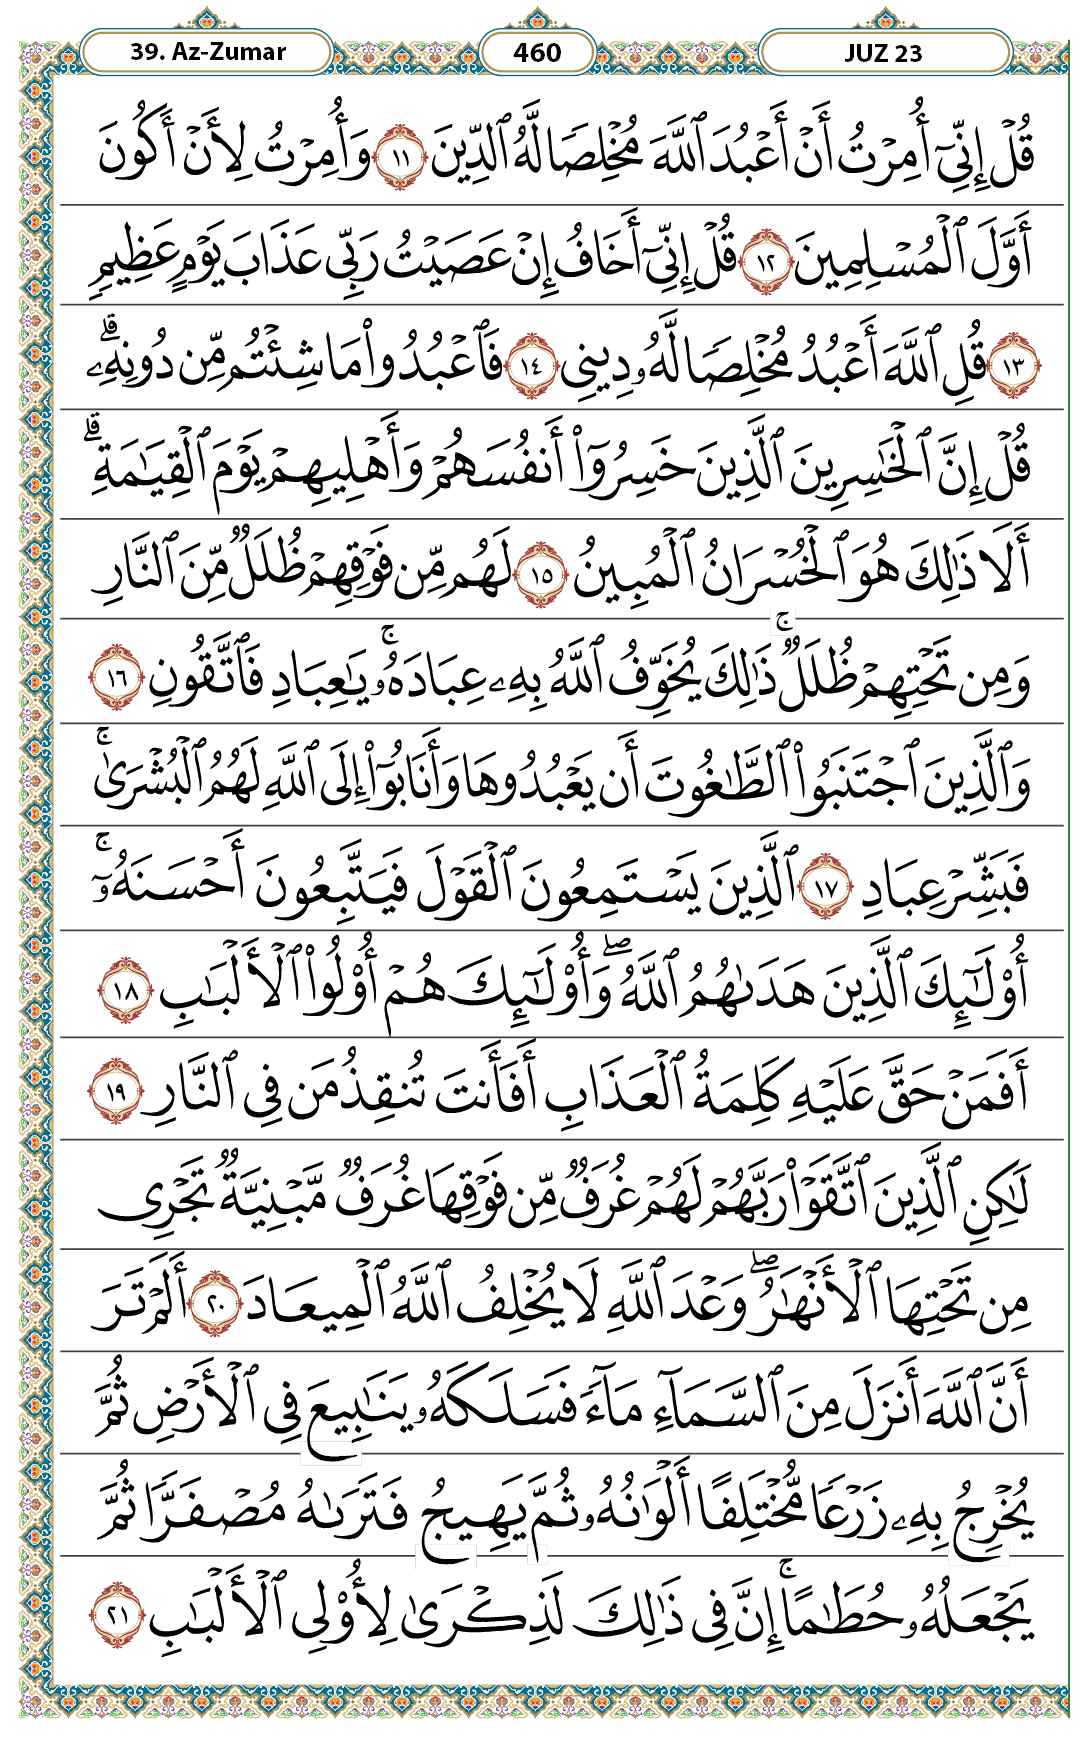 39. Az-Zumar 460 JUZ 23
قُلْ إِنِّىٓ أُمِرْتُ أَنْ أَعْبُدَ ٱللَّهَ مُخْلِصًا لَّهُ ٱلدِّينَ ١١ وَأُمِرْتُ لِأَنْ أَكُونَ
أَوَّلَ ٱلْمُسْلِمِينَ ١٢ قُلْ إِنِّىٓ أَخَافُ إِنْ عَصَيْتُ رَبِّى عَذَابَ يَوْمٍ عَظِيمٍ
١٣ قُلِ ٱللَّهَ أَعْبُدُ مُخْلِصًا لَّهُۥ دِينِى ١٤ فَٱعْبُدُوا۟ مَا شِئْتُم مِّن دُونِهِۦ ۗ
قُلْ إِنَّ ٱلْخَٰسِرِينَ ٱلَّذِينَ خَسِرُوٓا۟ أَنفُسَهُمْ وَأَهْلِيهِمْ يَوْمَ ٱلْقِيَٰمَةِ ۗ
أَلَا ذَٰلِكَ هُوَ ٱلْخُسْرَانُ ٱلْمُبِينُ ١٥ لَهُم مِّن فَوْقِهِمْ ظُلَلٌ مِّنَ ٱلنَّارِ
وَمِن تَحْتِهِمْ ظُلَلٌ ۚ ذَٰلِكَ يُخَوِّفُ ٱللَّهُ بِهِۦ عِبَادَهُۥ ۚ يَٰعِبَادِ فَٱتَّقُونِ ١٦
وَٱلَّذِينَ ٱجْتَنَبُوا۟ ٱلطَّٰغُوتَ أَن يَعْبُدُوهَا وَأَنَابُوٓا۟ إِلَى ٱللَّهِ لَهُمُ ٱلْبُشْرَىٰ ۚ
فَبَشِّرْ عِبَادِ ١٧ ٱلَّذِينَ يَسْتَمِعُونَ ٱلْقَوْلَ فَيَتَّبِعُونَ أَحْسَنَهُۥٓ ۚ
أُو۟لَٰٓئِكَ ٱلَّذِينَ هَدَىٰهُمُ ٱللَّهُ ۖ وَأُو۟لَٰٓئِكَ هُمْ أُو۟لُوا۟ ٱلْأَلْبَٰبِ ١٨
أَفَمَنْ حَقَّ عَلَيْهِ كَلِمَةُ ٱلْعَذَابِ أَفَأَنتَ تُنقِذُ مَن فِى ٱلنَّارِ ١٩
لَٰكِنِ ٱلَّذِينَ ٱتَّقَوْا۟ رَبَّهُمْ لَهُمْ غُرَفٌ مِّن فَوْقِهَا غُرَفٌ مَّبْنِيَّةٌ تَجْرِى
مِن تَحْتِهَا ٱلْأَنْهَٰرُ ۖ وَعْدَ ٱللَّهِ لَا يُخْلِفُ ٱللَّهُ ٱلْمِيعَادَ ٢٠ أَلَمْ تَرَ
أَنَّ ٱللَّهَ أَنزَلَ مِنَ ٱلسَّمَآءِ مَآءً فَسَلَكَهُۥ يَنَٰبِيعَ فِى ٱلْأَرْضِ ثُمَّ
يُخْرِجُ بِهِۦ زَرْعًا مُّخْتَلِفًا أَلْوَٰنُهُۥ ثُمَّ يَهِيجُ فَتَرَىٰهُ مُصْفَرًّا ثُمَّ
يَجْعَلُهُۥ حُطَٰمًا ۚ إِنَّ فِى ذَٰلِكَ لَذِكْرَىٰ لِأُو۟لِى ٱلْأَلْبَٰبِ ٢١